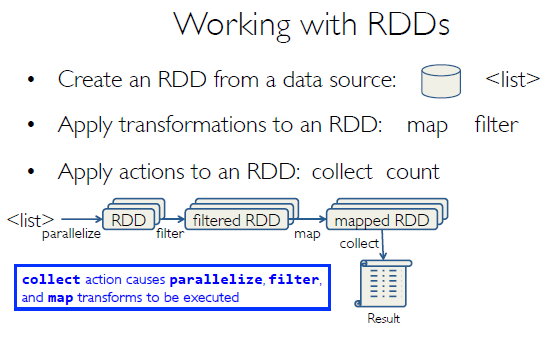 Working with RDDs
• Create an RDD from a data source: <list>
• Apply transformations to an RDD: map filter
• Apply actions to an RDD: collect count
<list> parallelize RDD filter filtered RDD map mapped RDD
collect
collect action causes parallelize, filter,
and map transforms to be executed
Result